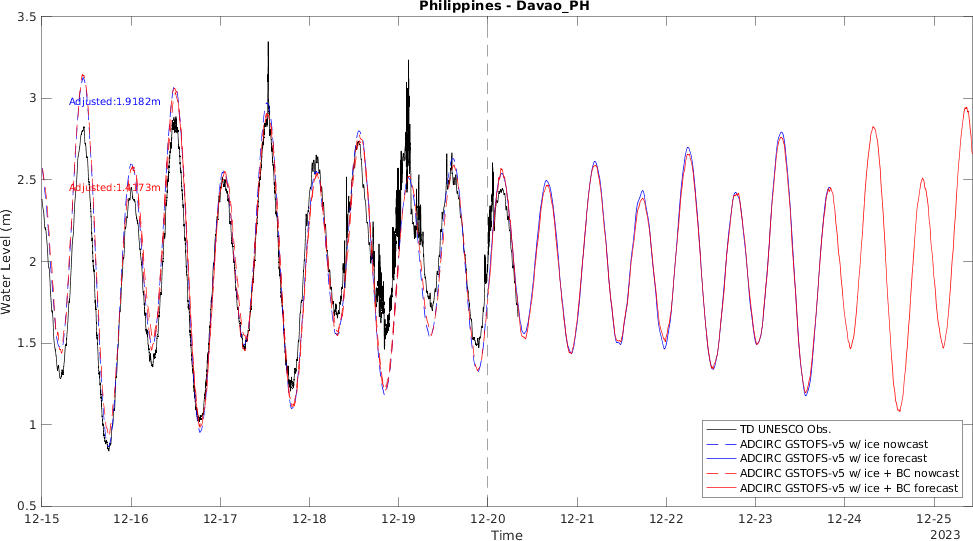 Philippines - Davao_PH
3.5
3
2.5
2
1.5
1
0.5
Water Level (m)
Adjusted:1.9182m
Adjusted:1.4173m
TD UNESCO Obs.
ADCIRC GSTOFS-v5 w/ ice nowcast
ADCIRC GSTOFS-v5 w/ ice forecast
ADCIRC GSTOFS-v5 w/ ice + BC nowcast
ADCIRC GSTOFS-v5 w/ ice + BC forecast
12-15 12-16 12-17 12-18 12-19 12-20 12-21 12-22 12-23 12-24 12-25
Time
2023